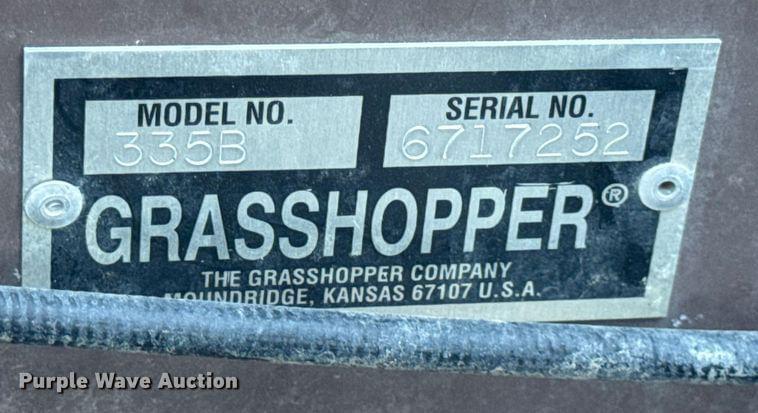 MODEL NO.
335B
SERIAL NO.
6717252
GRASSHOPPER®
THE GRASSHOPPER COMPANY
MOUNDRIDGE, KANSAS 67107 U.S.A.
Purple Wave Auction